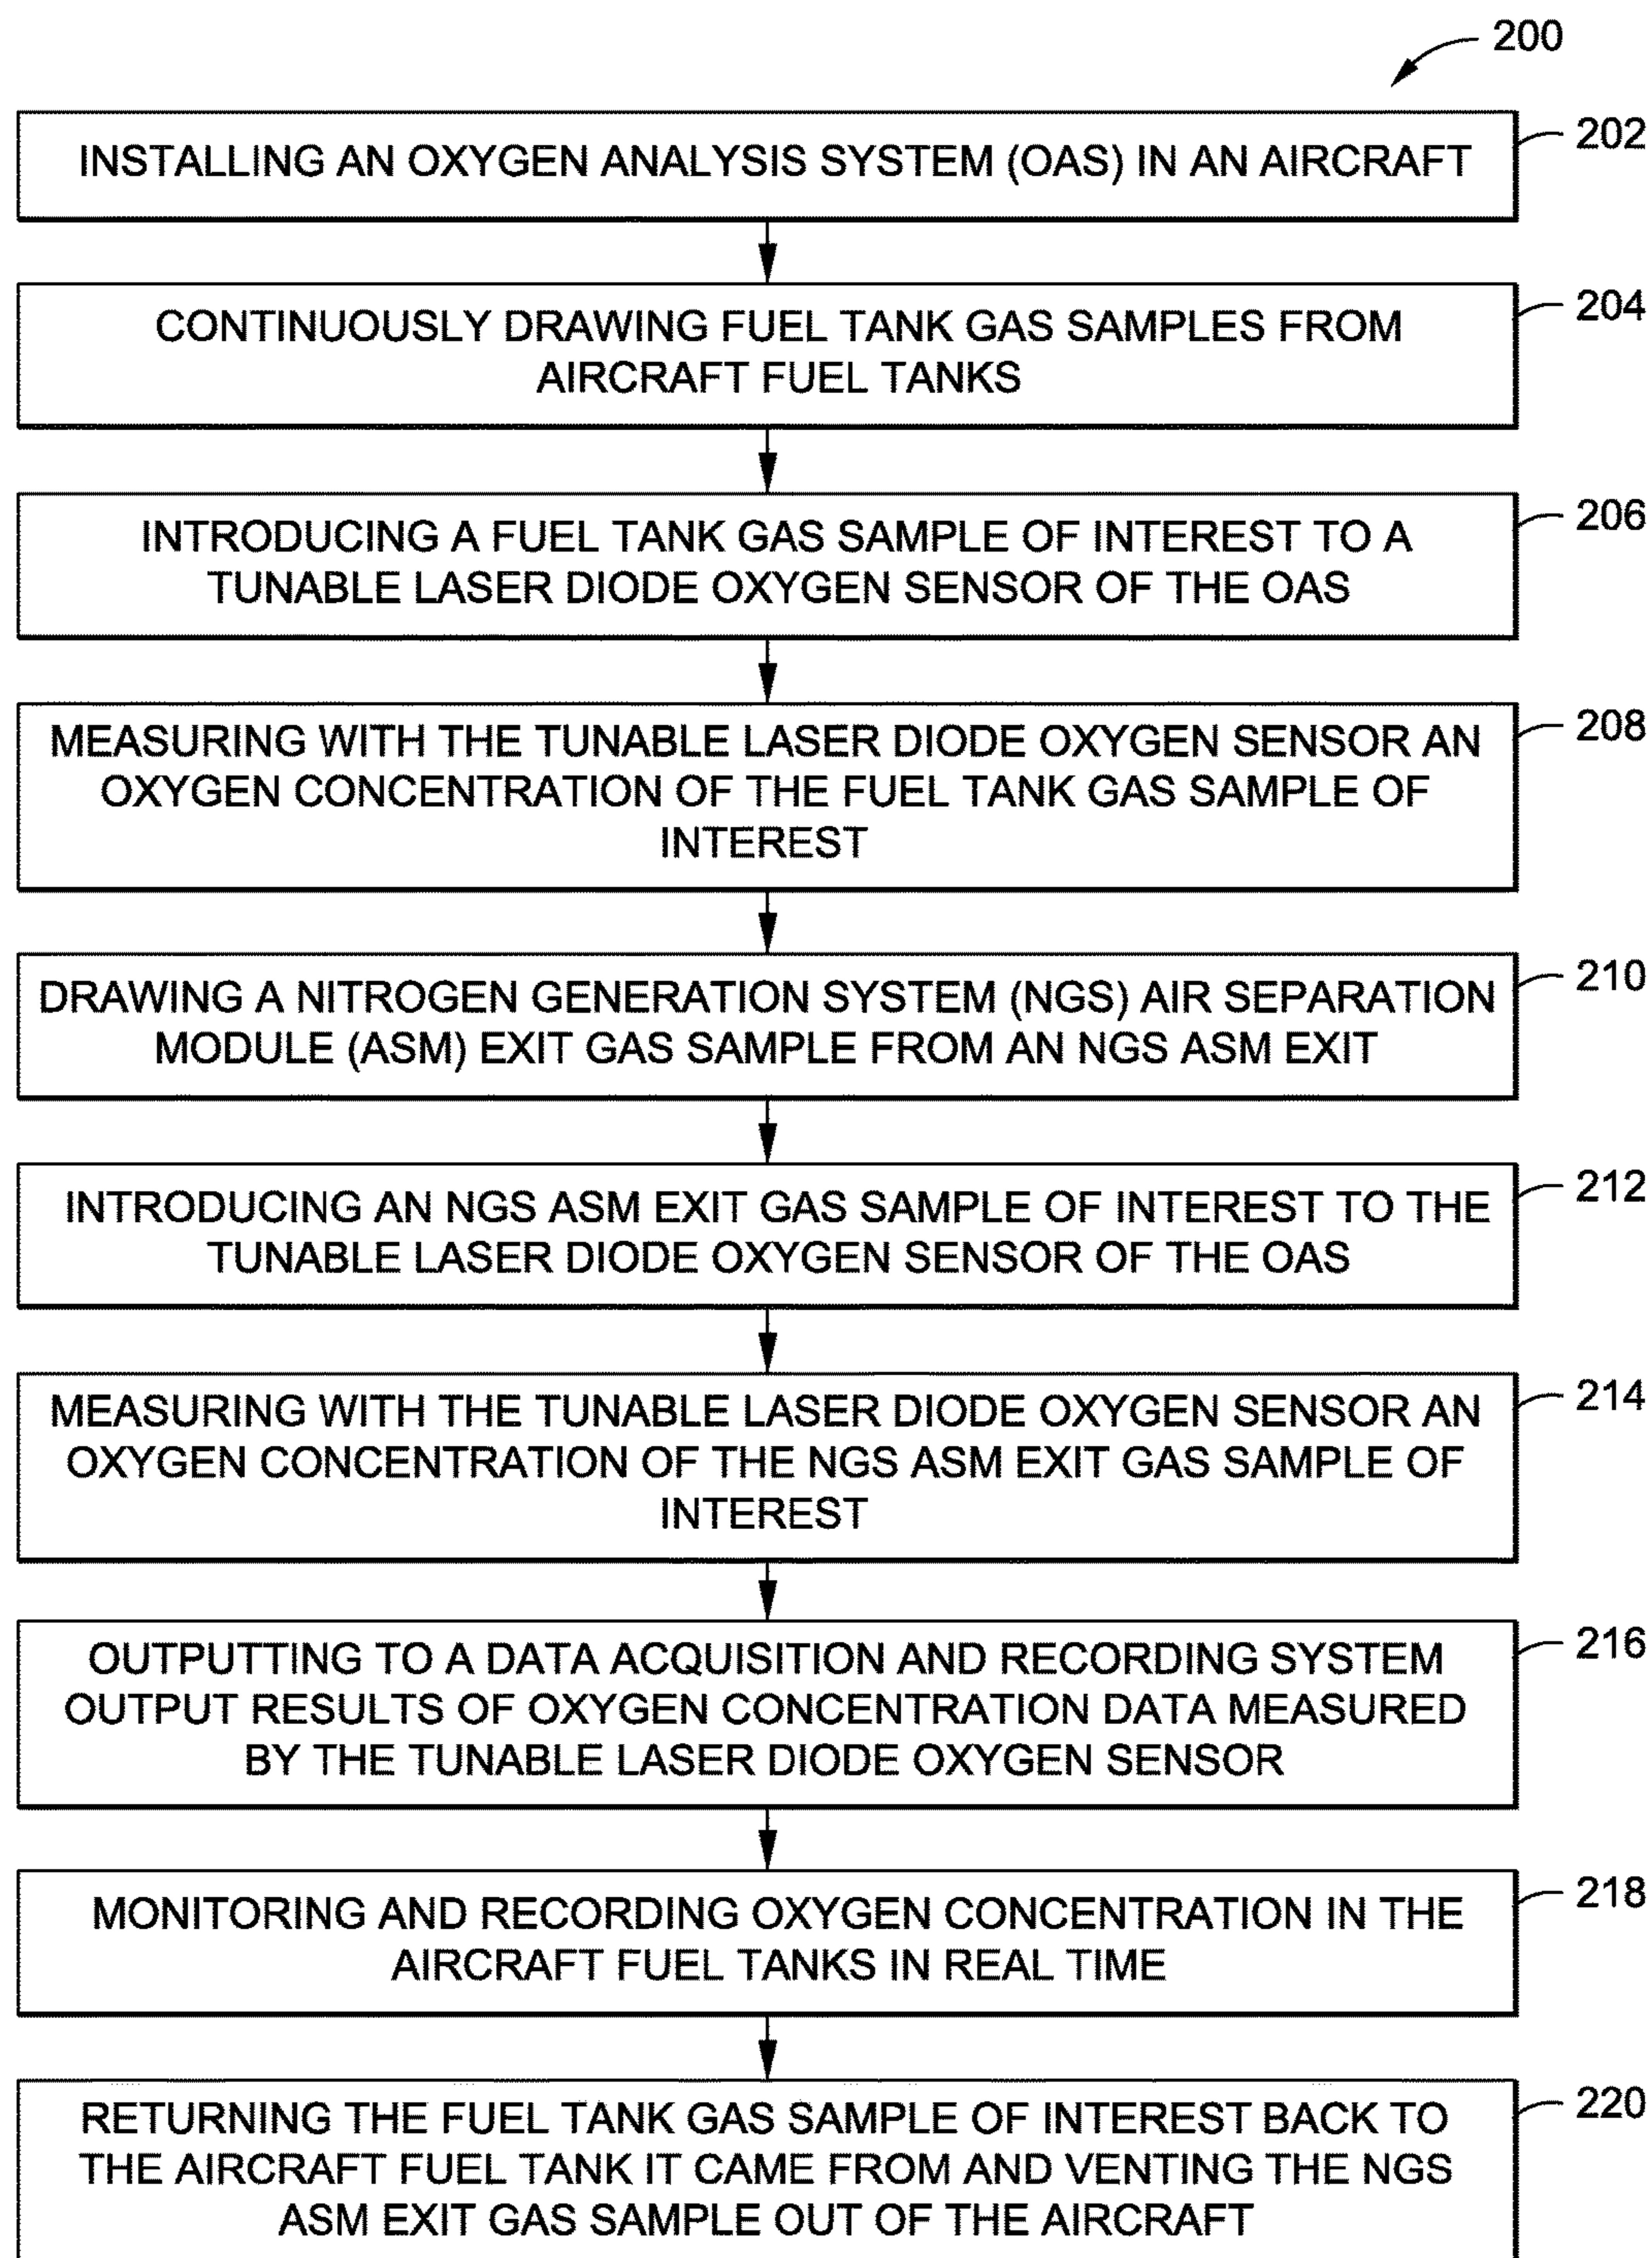 200
INSTALLING AN OXYGEN ANALYSIS SYSTEM (OAS) IN AN AIRCRAFT
202
CONTINUOUSLY DRAWING FUEL TANK GAS SAMPLES FROM
AIRCRAFT FUEL TANKS
204
INTRODUCING A FUEL TANK GAS SAMPLE OF INTEREST TO A
TUNABLE LASER DIODE OXYGEN SENSOR OF THE OAS
206
MEASURING WITH THE TUNABLE LASER DIODE OXYGEN SENSOR AN
OXYGEN CONCENTRATION OF THE FUEL TANK GAS SAMPLE OF
INTEREST
208
DRAWING A NITROGEN GENERATION SYSTEM (NGS) AIR SEPARATION
MODULE (ASM) EXIT GAS SAMPLE FROM AN NGS ASM EXIT
210
INTRODUCING AN NGS ASM EXIT GAS SAMPLE OF INTEREST TO THE
TUNABLE LASER DIODE OXYGEN SENSOR OF THE OAS
212
MEASURING WITH THE TUNABLE LASER DIODE OXYGEN SENSOR AN
OXYGEN CONCENTRATION OF THE NGS ASM EXIT GAS SAMPLE OF
INTEREST
214
OUTPUTTING TO A DATA ACQUISITION AND RECORDING SYSTEM
OUTPUT RESULTS OF OXYGEN CONCENTRATION DATA MEASURED
BY THE TUNABLE LASER DIODE OXYGEN SENSOR
216
MONITORING AND RECORDING OXYGEN CONCENTRATION IN THE
AIRCRAFT FUEL TANKS IN REAL TIME
218
RETURNING THE FUEL TANK GAS SAMPLE OF INTEREST BACK TO
THE AIRCRAFT FUEL TANK IT CAME FROM AND VENTING THE NGS
ASM EXIT GAS SAMPLE OUT OF THE AIRCRAFT
220